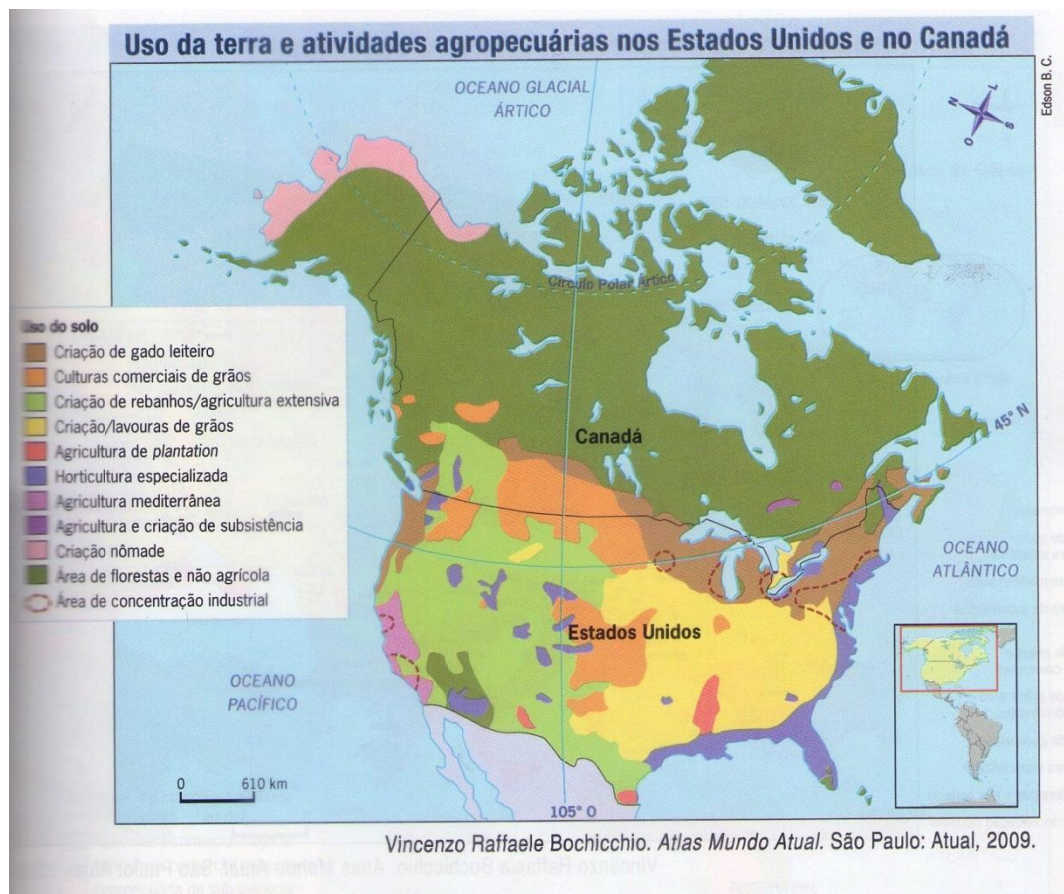 Uso da terra e atividades agropecuárias nos Estados Unidos e no Canadá
Edson B. C.
OCEANO GLACIAL
ÁRTICO
N
L
S
O
Círculo Polar Ártico
Uso do solo
Criação de gado leiteiro
Culturas comerciais de grãos
Criação de rebanhos/agricultura extensiva
Criação/lavouras de grãos
Agricultura de plantation
Horticultura especializada
Agricultura mediterrânea
Agricultura e criação de subsistência
Criação nômade
Área de florestas e não agrícola
Área de concentração industrial
45° N
Canadá
OCEANO
ATLÂNTICO
Estados Unidos
OCEANO
PACÍFICO
0 610 km
105° O
Vincenzo Raffaele Bochicchio. Atlas Mundo Atual. São Paulo: Atual, 2009.